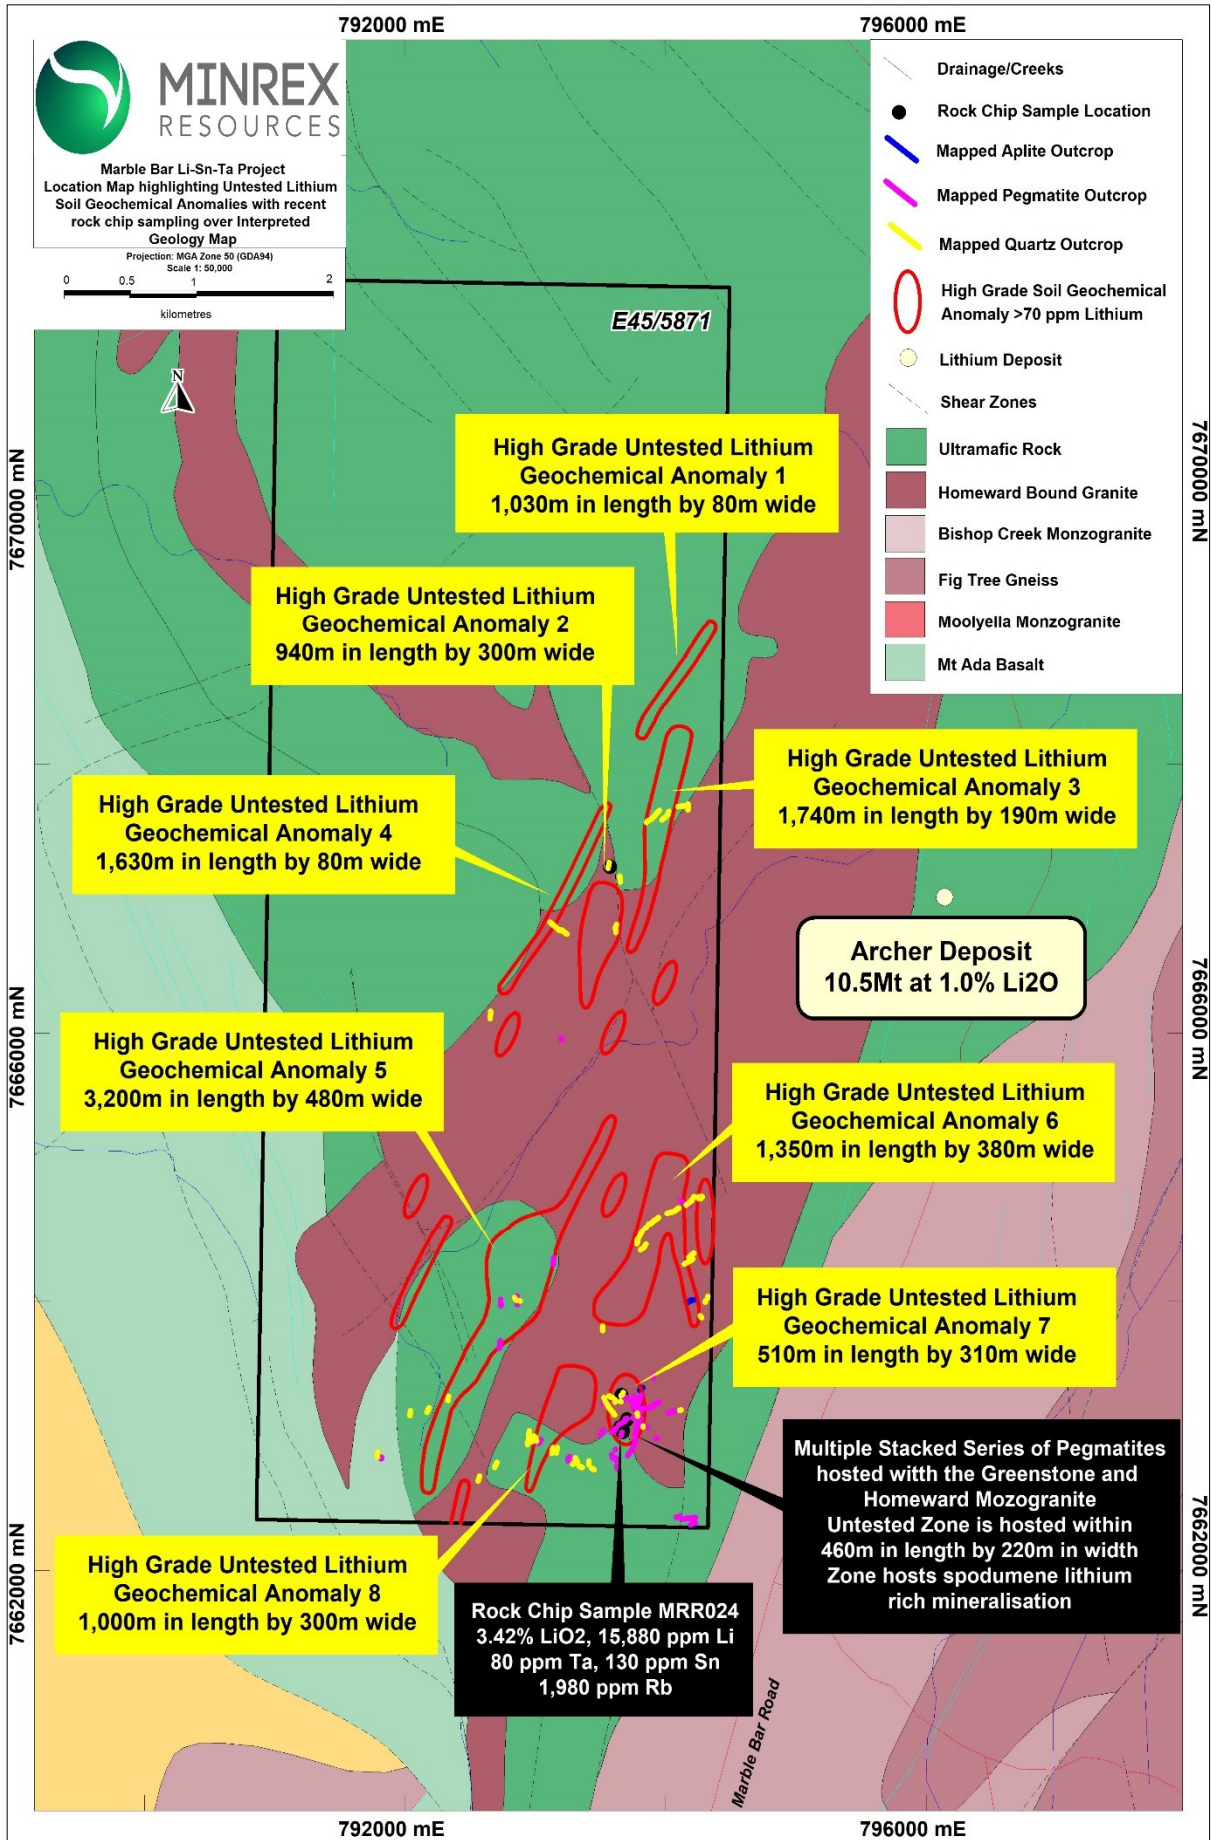 792000 mE
796000 mE
MINREX
RESOURCES
Marble Bar Li-Sn-Ta Project
Location Map highlighting Untested Lithium
Soil Geochemical Anomalies with recent
rock chip sampling over Interpreted
Geology Map
Projection: MGA Zone 50 (GDA94)
Scale 1: 50,000
0 0.5 1 2
kilometres
N
E45/5871
Drainage/Creeks
Rock Chip Sample Location
Mapped Aplite Outcrop
Mapped Pegmatite Outcrop
Mapped Quartz Outcrop
High Grade Soil Geochemical
Anomaly >70 ppm Lithium
Lithium Deposit
Shear Zones
Ultramafic Rock
Homeward Bound Granite
Bishop Creek Monzogranite
Fig Tree Gneiss
Moolyella Monzogranite
Mt Ada Basalt
7670000 mN
7670000 mN
High Grade Untested Lithium
Geochemical Anomaly 1
1,030m in length by 80m wide
High Grade Untested Lithium
Geochemical Anomaly 2
940m in length by 300m wide
High Grade Untested Lithium
Geochemical Anomaly 3
1,740m in length by 190m wide
High Grade Untested Lithium
Geochemical Anomaly 4
1,630m in length by 80m wide
Archer Deposit
10.5Mt at 1.0% Li2O
7666000 mN
7666000 mN
High Grade Untested Lithium
Geochemical Anomaly 5
3,200m in length by 480m wide
High Grade Untested Lithium
Geochemical Anomaly 6
1,350m in length by 380m wide
High Grade Untested Lithium
Geochemical Anomaly 7
510m in length by 310m wide
Multiple Stacked Series of Pegmatites
hosted witth the Greenstone and
Homeward Mozogranite
Untested Zone is hosted within
460m in length by 220m in width
Zone hosts spodumene lithium
rich mineralisation
7662000 mN
7662000 mN
High Grade Untested Lithium
Geochemical Anomaly 8
1,000m in length by 300m wide
Rock Chip Sample MRR024
3.42% LiO2, 15,880 ppm Li
80 ppm Ta, 130 ppm Sn
1,980 ppm Rb
Marble Bar Road
792000 mE
796000 mE